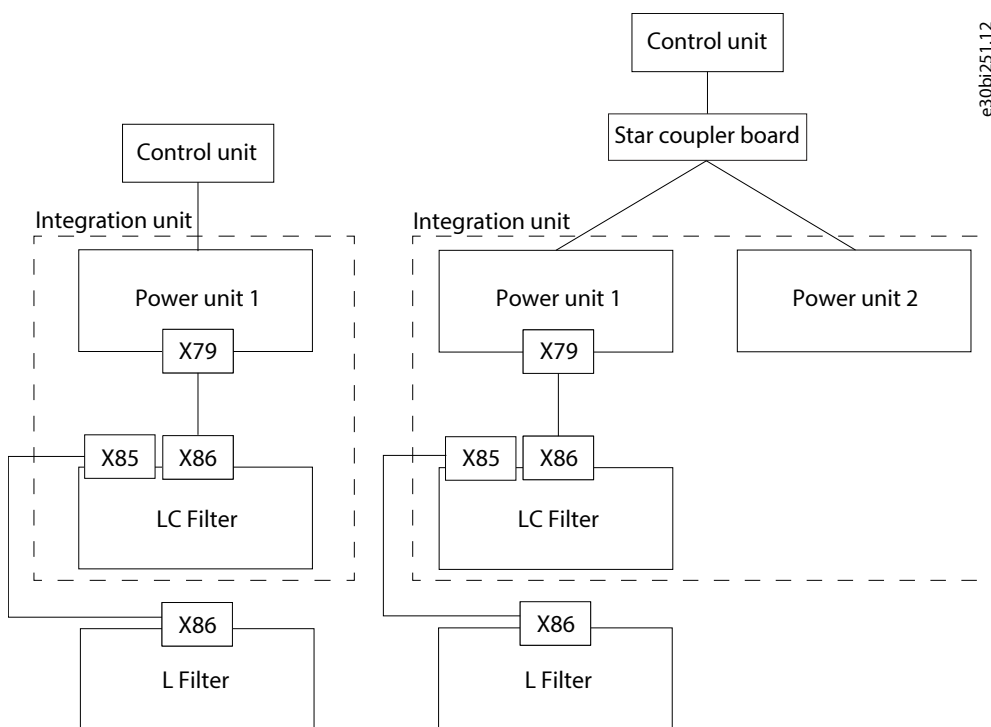 Control unit
Integration unit
Power unit 1
X79
X85
X86
LC Filter
X86
L Filter
Control unit
Star coupler board
Integration unit
Power unit 1
Power unit 2
X79
X85
X86
LC Filter
X86
L Filter
e30bj251.12